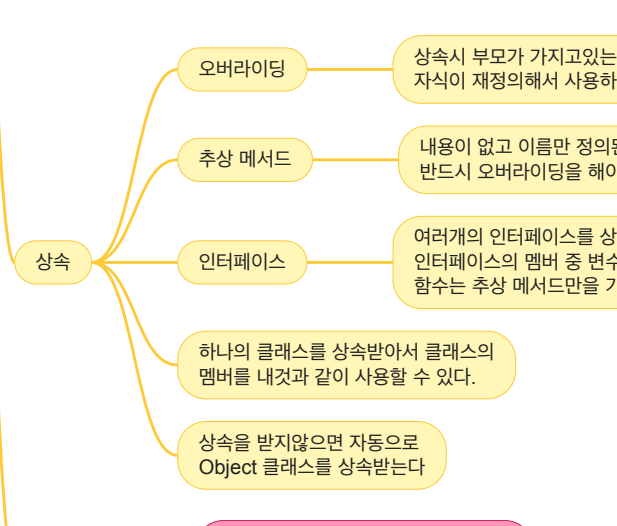 오버라이딩
상속시 부모가 가지고있는
자식이 재정의해서 사용하
추상 메서드
내용이 없고 이름만 정의된
반드시 오버라이딩을 해야
상속
인터페이스
여러개의 인터페이스를 상
인터페이스의 멤버 중 변수
함수는 추상 메서드만을 가
하나의 클래스를 상속받아서 클래스의
멤버를 내것과 같이 사용할 수 있다.
상속을 받지않으면 자동으로
Object 클래스를 상속받는다